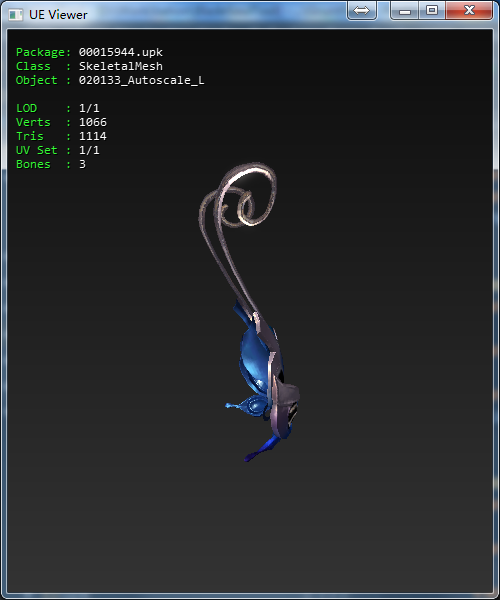 UE Viewer
Package: 00015944.upk
Class : SkeletalMesh
Object : 020133_Autoscale_L
LOD : 1/1
Verts : 1066
Tris : 1114
UV Set : 1/1
Bones : 3